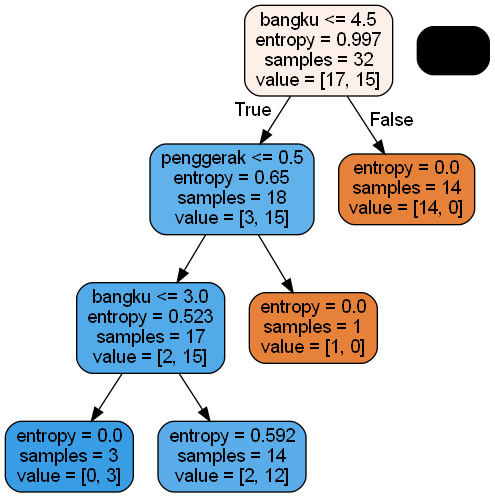 bangku <= 4.5
entropy = 0.997
samples = 32
value = [17, 15]
True
False
penggerak <= 0.5
entropy = 0.65
samples = 18
value = [3, 15]
entropy = 0.0
samples = 14
value = [14, 0]
bangku <= 3.0
entropy = 0.523
samples = 17
value = [2, 15]
entropy = 0.0
samples = 1
value = [1, 0]
entropy = 0.0
samples = 3
value = [0, 3]
entropy = 0.592
samples = 14
value = [2, 12]